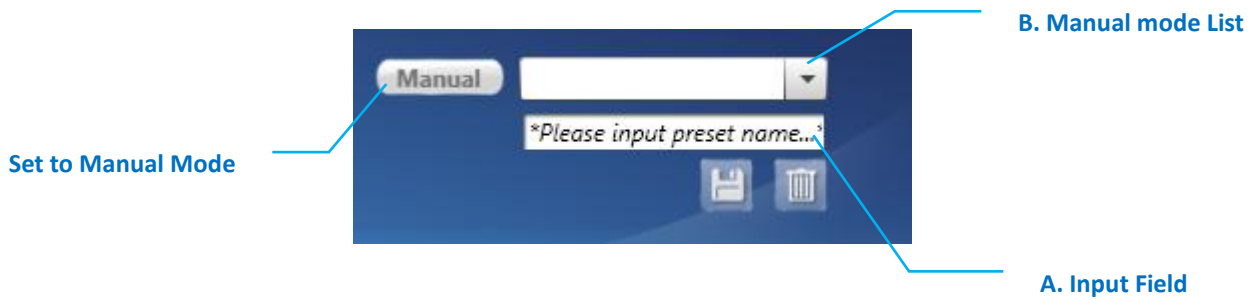 B. Manual mode List
Manual
*Please input preset name...*
Set to Manual Mode
A. Input Field